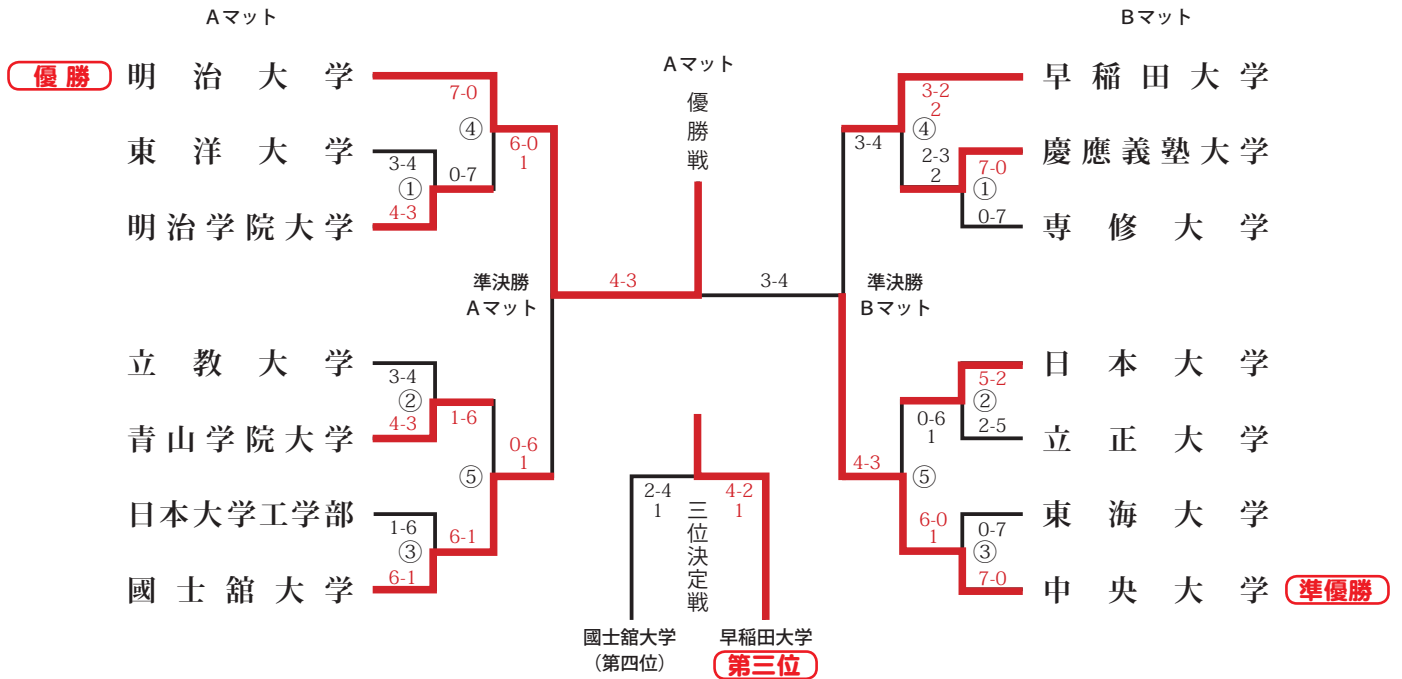 Aマット
Bマット
優勝
明治大学
7-0
④
東洋大学
3-4
①
0-7
明治学院大学
4-3
6-0
1
準決勝
Aマット
立教大学
3-4
②
1-6
青山学院大学
4-3
⑤
0-6
1
日本大学工学部
1-6
③
6-1
國士舘大学
6-1
Aマット
優勝戦
4-3
3-4
早稲田大学
3-2
2
④
3-4
慶應義塾大学
7-0
2-3
2
①
専修大学
0-7
準決勝
Bマット
日本大学
5-2
②
0-6
1
立正大学
2-5
4-3
⑤
東海大学
0-7
6-0
1
③
中央大学
7-0
準優勝
2-4
1
三位決定戦
4-2
1
國士舘大学
(第四位)
早稲田大学
第三位